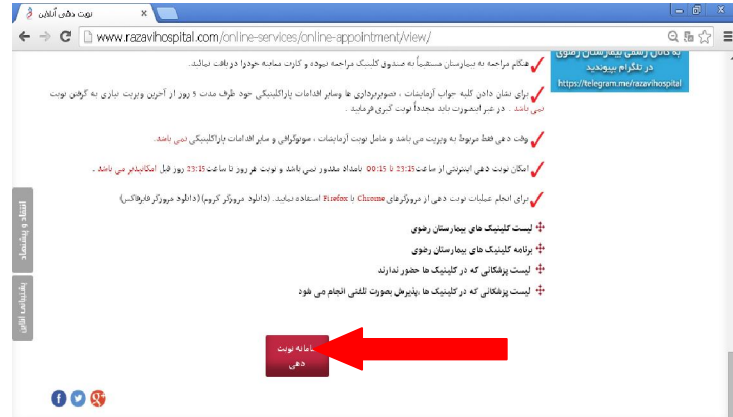 نوبت دهی آنلاین
www.razavihospital.com/online-services/online-appointment/view/
به کانال رسمی بیمارستان رضوی
در تلگرام بپیوندید
https://telegram.me/razavihospital
هنگام مراجعه به بیمارستان مستقیماً به صندوق کلینیک مراجعه نموده و کارت معاینه خودرا دریافت نمائید.
برای نشان دادن کلیه جواب آزمایشات ، تصویربرداری ها وسایر اقدامات پاراکلینیکی خود ظرف مدت 5 روز از آخرین ویزیت نیازی به گرفتن نوبت
نمی باشد . در غیر اینصورت باید مجدداً نوبت گیری فرمایید .
وقت دهی فقط مربوط به ویزیت می باشد و شامل نوبت آزمایشات ، سونوگرافی و سایر اقدامات پاراکلینیکی نمی باشد.
امکان نوبت دهی اینترنتی از ساعت 23:15 تا 00:15 بامداد مقدور نمی باشد و نوبت هر روز تا ساعت 23:15 روز قبل امکانپذیر می باشد .
برای انجام عملیات نوبت دهی از مرورگرهای Chrome یا Firefox استفاده نمایید. (دانلود مرورگر کروم) (دانلود مرورگر فایرفاکس)
لیست کلینیک های بیمارستان رضوی
برنامه کلینیک های بیمارستان رضوی
لیست پزشکانی که در کلینیک ها حضور ندارند
لیست پزشکانی که در کلینیک ها ،پذیرش بصورت تلفنی انجام می شود
انتقاد و پیشنهاد
پشتیبانی آنلاین
سامانه نوبت
دهی